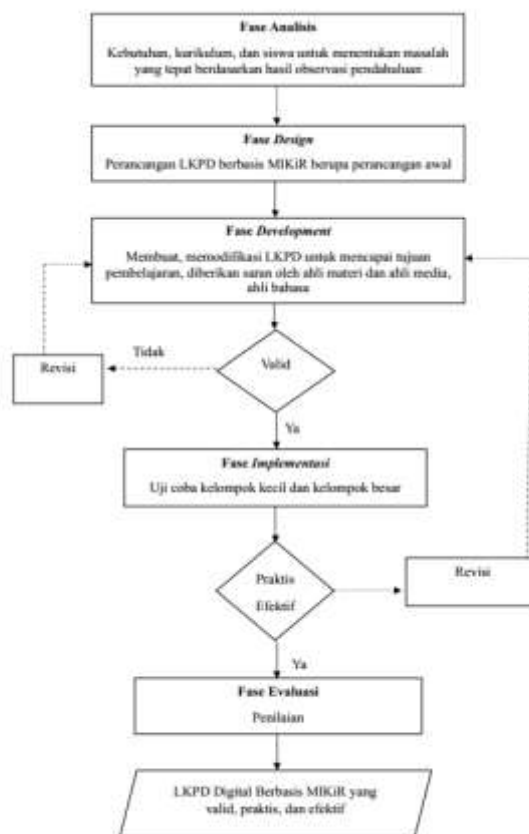 Fase Analisis
Kebutuhan, kurikulum, dan siswa untuk menentukan masalah
yang tepat berdasarkan hasil observasi pendahuluan
Fase Design
Perancangan LKPD berbasis MIKiR berupa perancangan awal
Fase Development
Membuat, memodifikasi LKPD untuk mencapai tujuan
pembelajaran, diberikan saran oleh ahli materi dan ahli media,
ahli bahasa
Revisi
Tidak
Valid
Ya
Fase Implementasi
Uji coba kelompok kecil dan kelompok besar
Praktis
Efektif
Revisi
Ya
Fase Evaluasi
Penilaian
LKPD Digital Berbasis MIKiR yang
valid, praktis, dan efektif